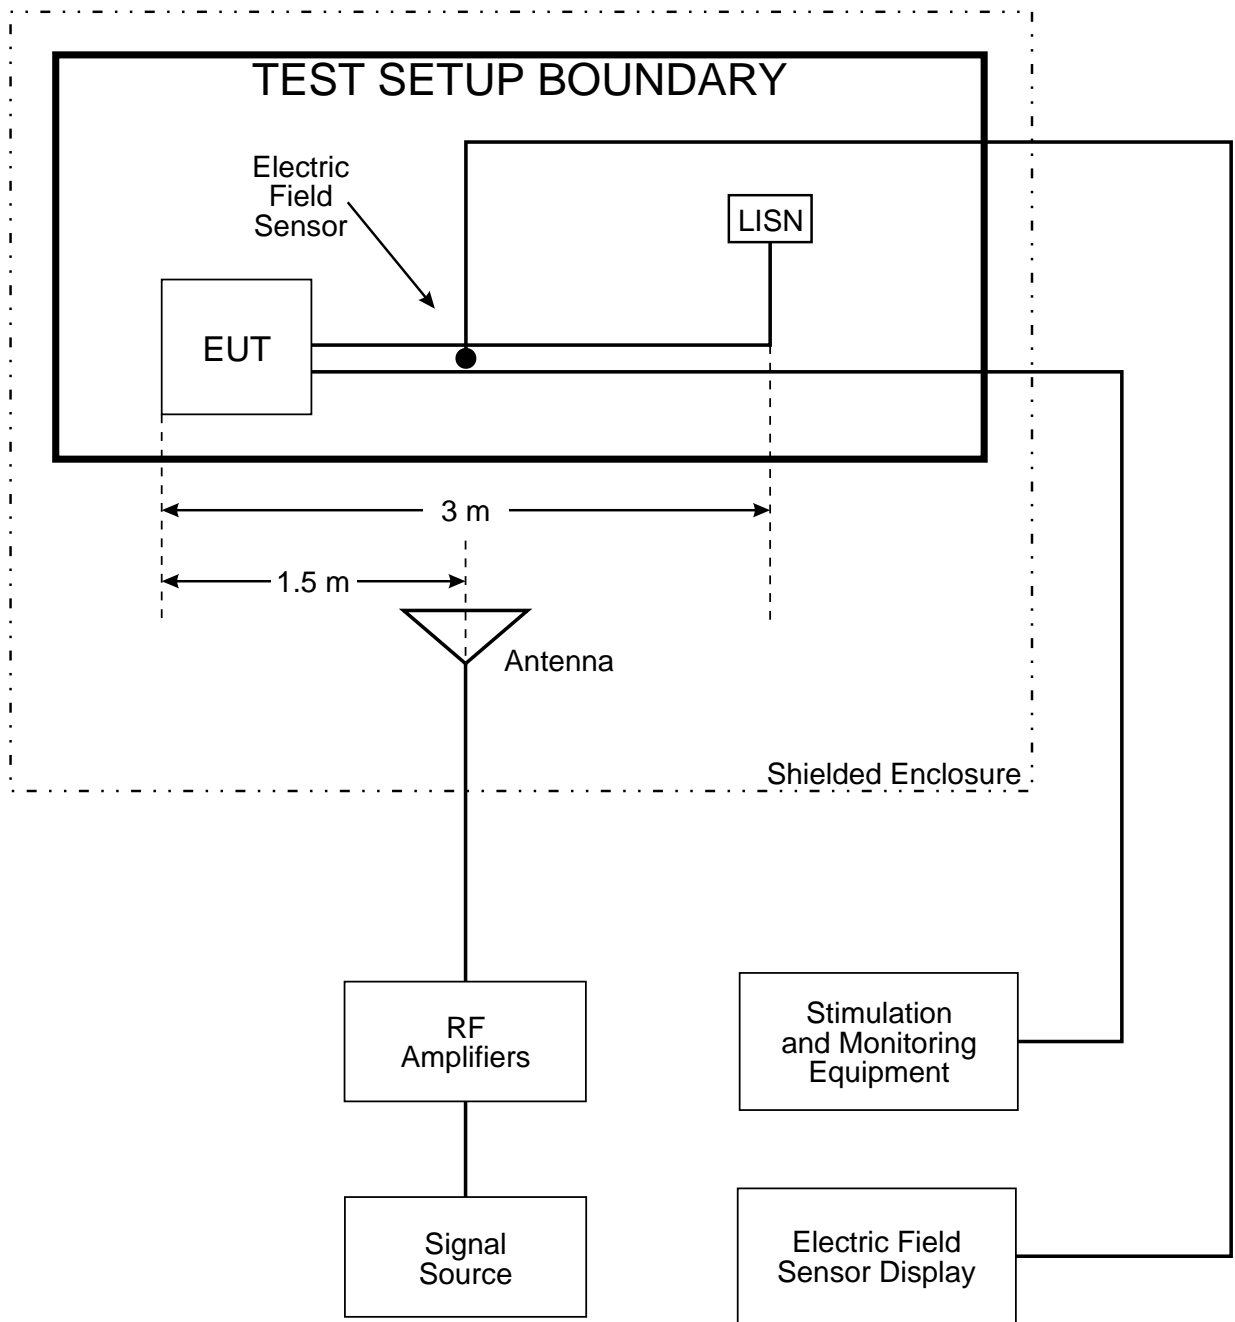 TEST SETUP BOUNDARY
Electric
Field
Sensor
LISN
EUT
3 m
1.5 m
Antenna
Shielded Enclosure
RF
Amplifiers
Stimulation
and Monitoring
Equipment
Signal
Source
Electric Field
Sensor Display